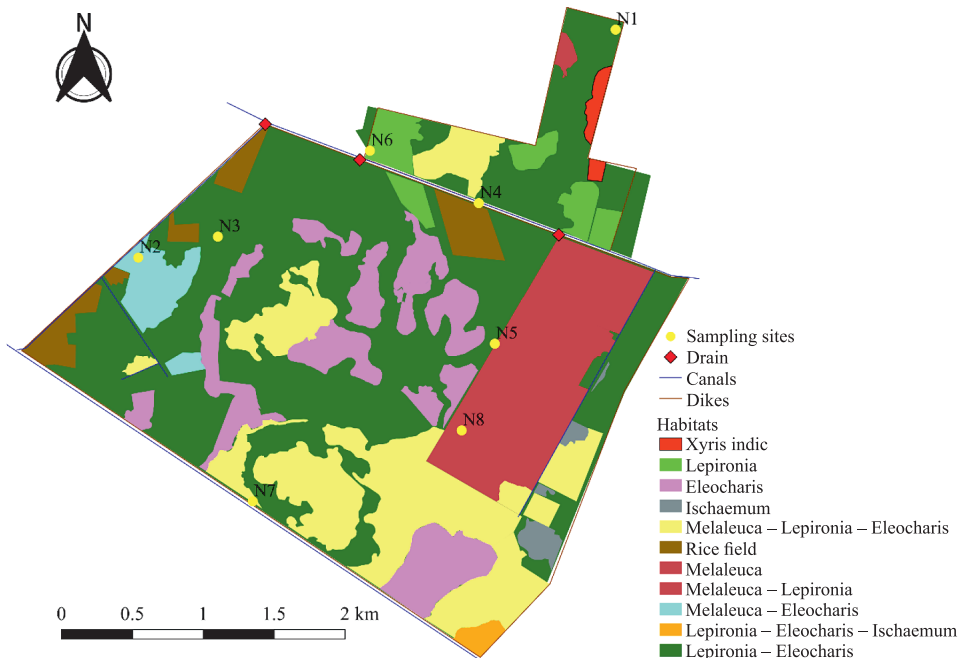 N
N1
N6
N4
N3
N2
N5
N8
N7
Sampling sites
Drain
Canals
Dikes
Habitats
Xyris indic
Lepironia
Eleocharis
Ischaemum
Melaleuca – Lepironia – Eleocharis
Rice field
Melaleuca
Melaleuca – Lepironia
Melaleuca – Eleocharis
Lepironia – Eleocharis – Ischaemum
Lepironia – Eleocharis
0 0.5 1 1.5 2 km